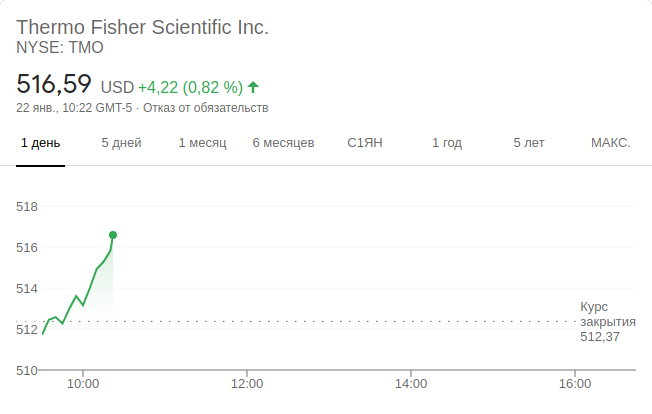 Thermo Fisher Scientific Inc.
NYSE: TMO
516,59 USD +4,22 (0,82 %)
22 янв., 10:22 GMT-5 · Отказ от обязательств
1 день 5 дней 1 месяц 6 месяцев С1ЯН 1 год 5 лет МАКС.
518
516
514
Курс
закрытия
512,37
512
510
10:00 12:00 14:00 16:00